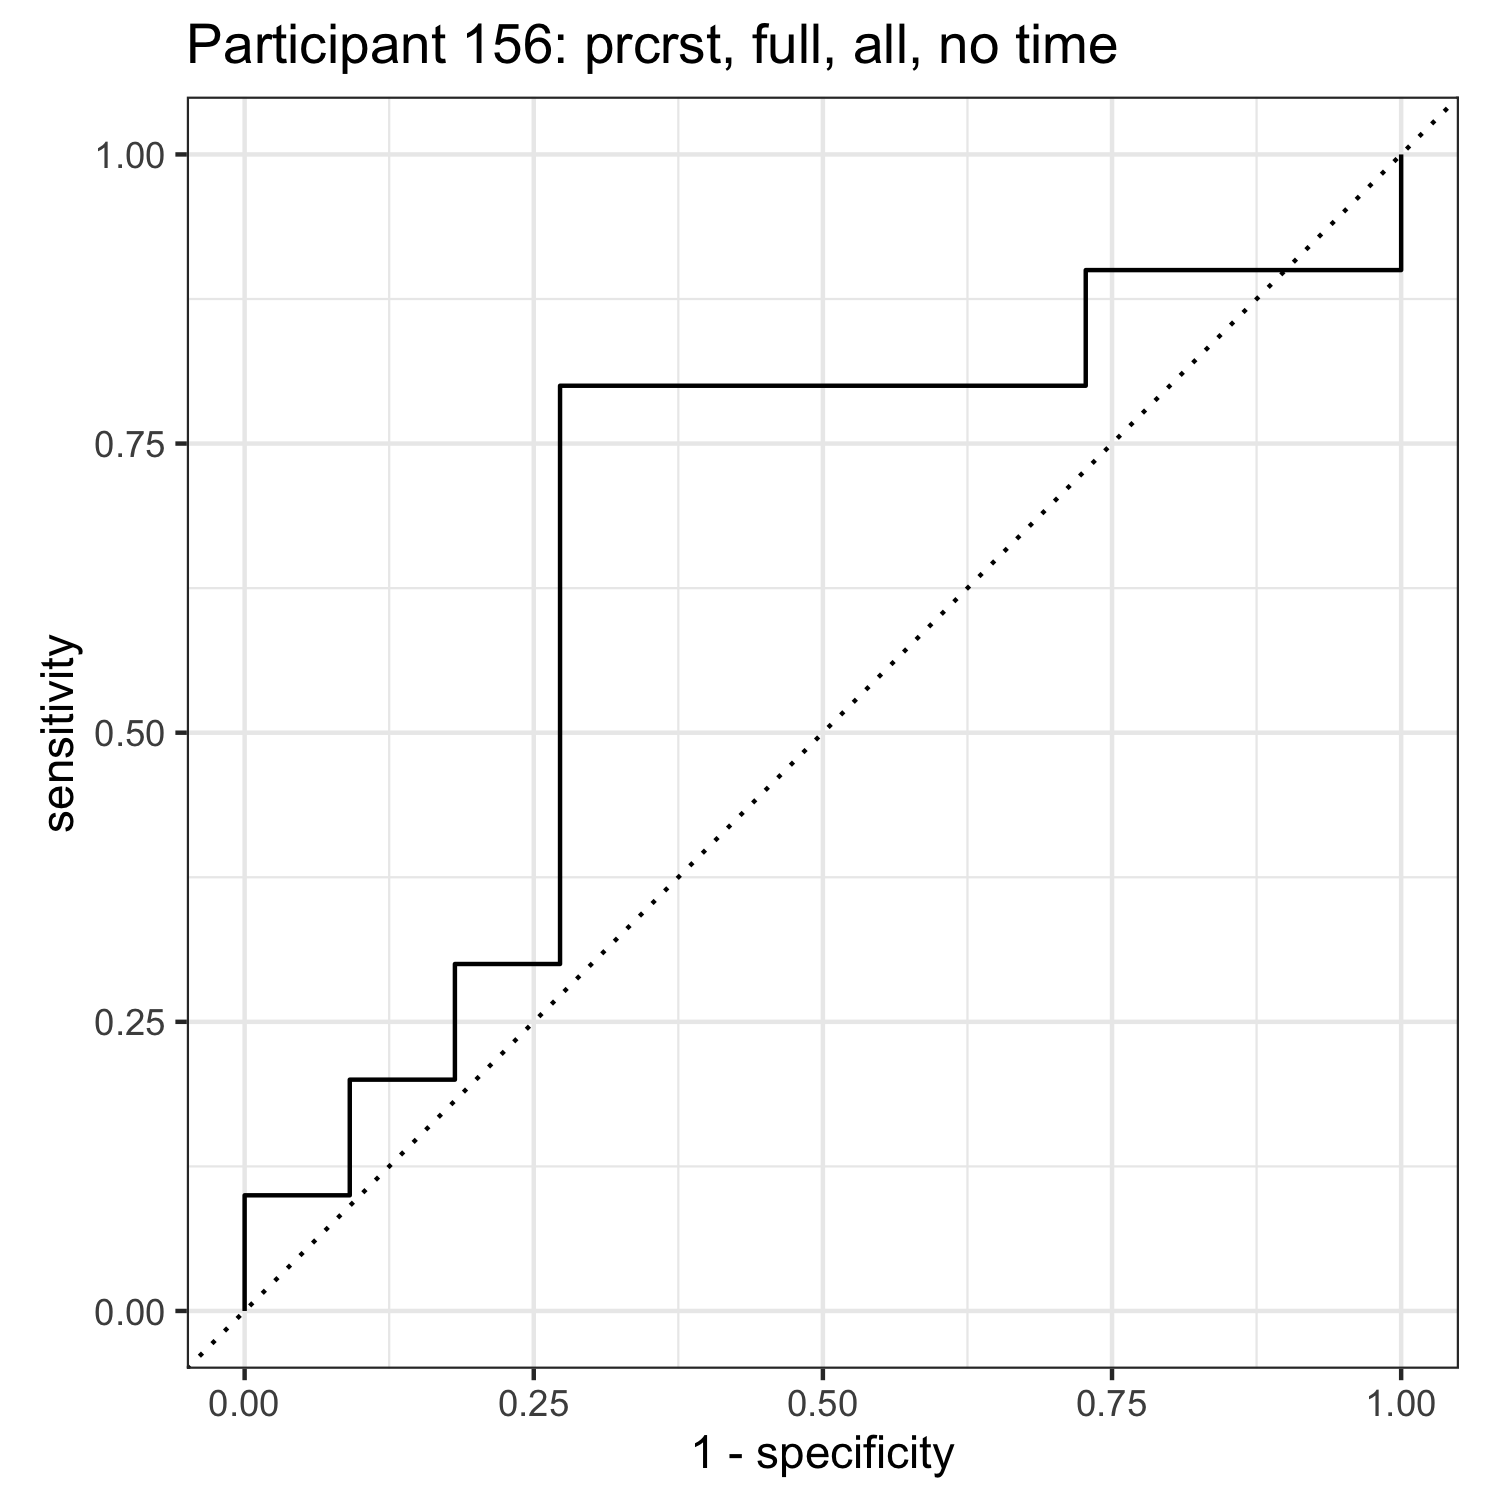 Participant 156: prcrst, full, all, no time
1.00
0.75
0.50
0.25
0.00
sensitivity
0.00 0.25 0.50 0.75 1.00
1 - specificity